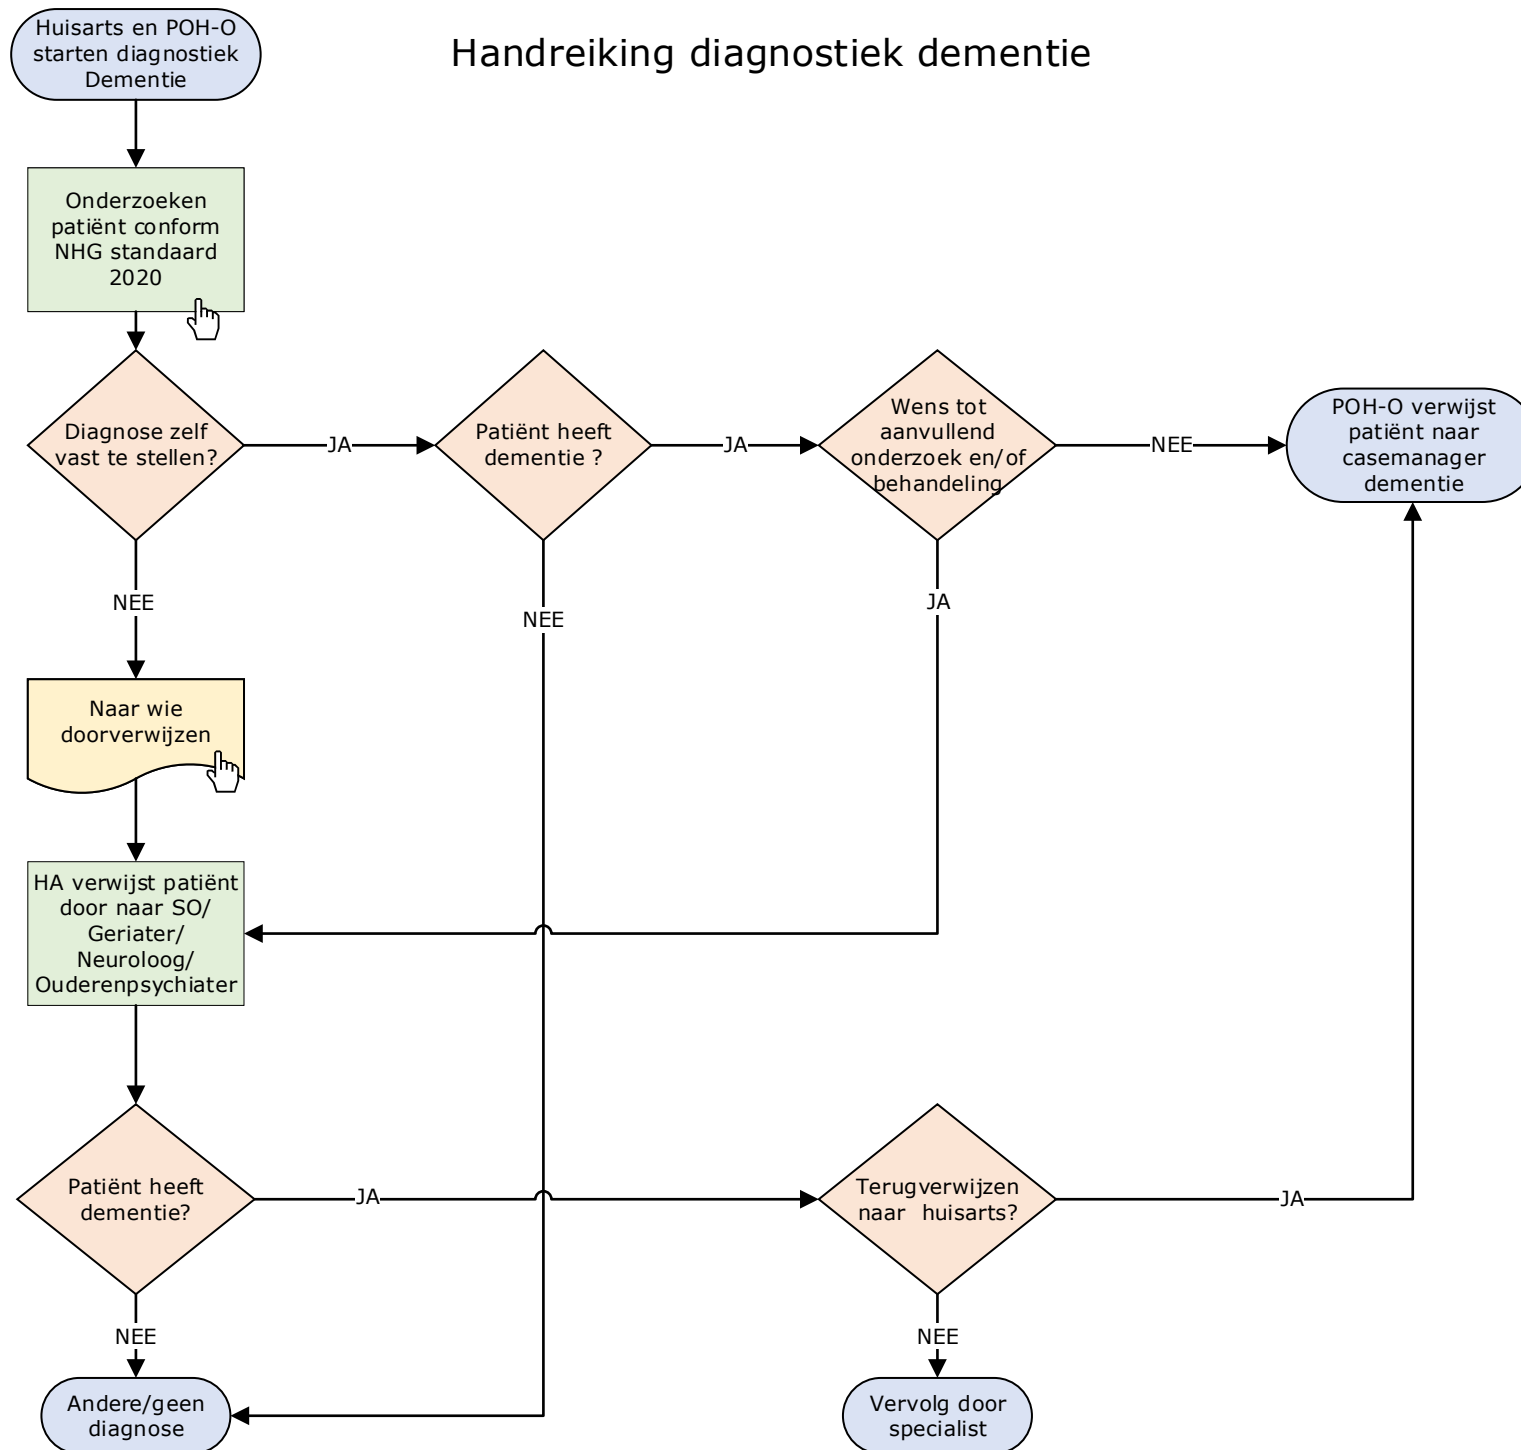 Huisarts en POH-O
starten diagnostiek
Dementie
Handreiking diagnostiek dementie
Onderzoeken
patiënt conform
NHG standaard
2020
Diagnose zelf
vast te stellen?
JA
Patiënt heeft
dementie ?
JA
Wens tot
aanvullend
onderzoek en/of
behandeling
NEE
POH-O verwijst
patiënt naar
casemanager
dementie
NEE
NEE
JA
Naar wie
doorverwijzen
HA verwijst patiënt
door naar SO/
Geriater/
Neuroloog/
Ouderenpsychiater
Patiënt heeft
dementie?
JA
Terugverwijzen
naar  huisarts?
JA
NEE
NEE
Andere/geen
diagnose
Vervolg door
specialist